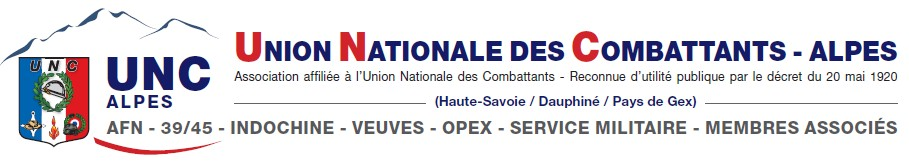 UNC
UNC
ALPES
UNION NATIONALE DES COMBATTANTS - ALPES
Association affiliée à l'Union Nationale des Combattants - Reconnue d'utilité publique par le décret du 20 mai 1920
(Haute-Savoie / Dauphiné / Pays de Gex)
AFN - 39/45 - INDOCHINE - VEUVES - OPEX - SERVICE MILITAIRE - MEMBRES ASSOCIÉS